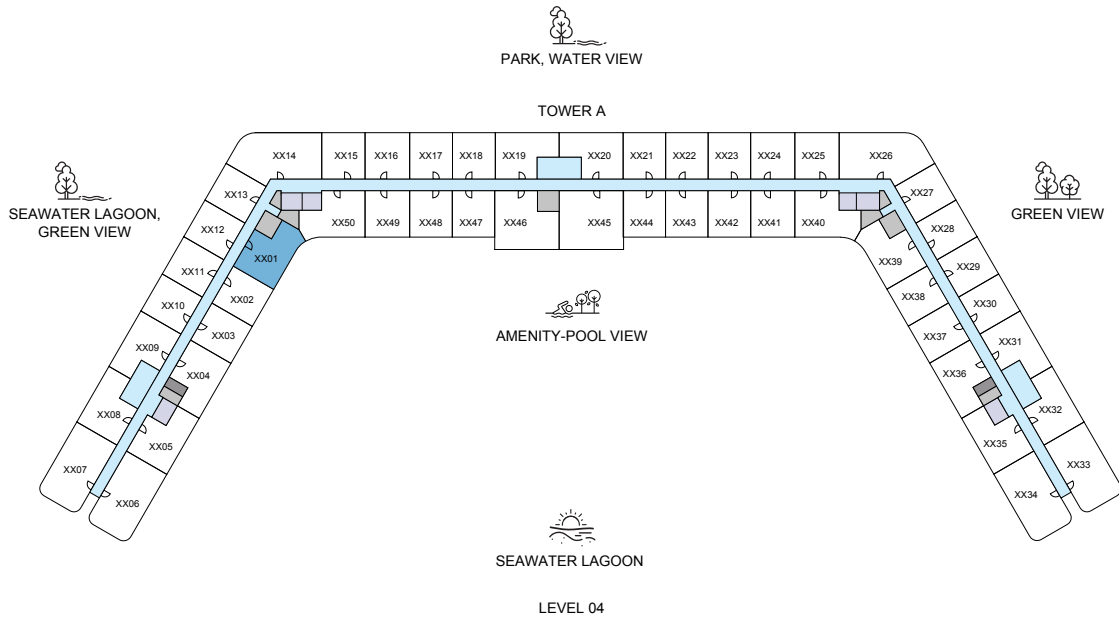 PARK, WATER VIEW
TOWER A
XX14
XX15
XX16
XX17
XX18
XX19
XX20
XX21
XX22
XX23
XX24
XX25
XX26
XX13
XX27
SEAWATER LAGOON,
GREEN VIEW
GREEN VIEW
XX50
XX49
XX48
XX47
XX46
XX45
XX44
XX43
XX42
XX41
XX40
XX12
XX28
XX01
XX39
XX11
XX29
XX02
XX38
XX10
XX30
XX03
XX37
AMENITY-POOL VIEW
XX09
XX31
XX04
XX36
XX08
XX32
XX05
XX35
XX07
XX33
XX06
XX34
SEAWATER LAGOON
LEVEL 04